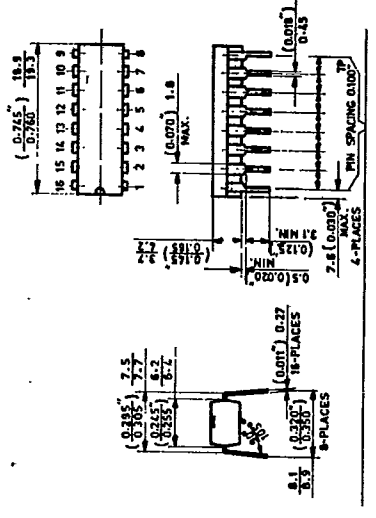 (0.745"
0.760)
18.9
19.3
16 15 14 13 12 11 10 9
1 2 3 4 5 6 7 8
(0.070") 1.8
MAX.
(0.018")
0.45
3.1 MIN.
(0.125")
0.5 (0.020")
MIN.
7.6 (0.030")
MAX.
4-PLACES
PIN SPACING 0.100" TP
(0.295"
0.305)
7.5
7.7
(0.245"
0.255)
6.2
6.4
(0.011") 0.27
16-PLACES
(0.320"
0.350)
8.1
8.9
8-PLACES